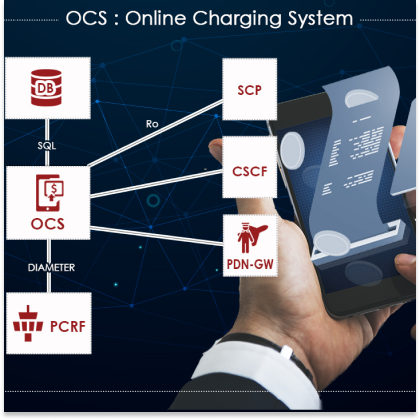 OCS : Online Charging System
DB
SCP
Ro
SQL
$
CSCF
OCS
PDN-GW
DIAMETER
PCRF